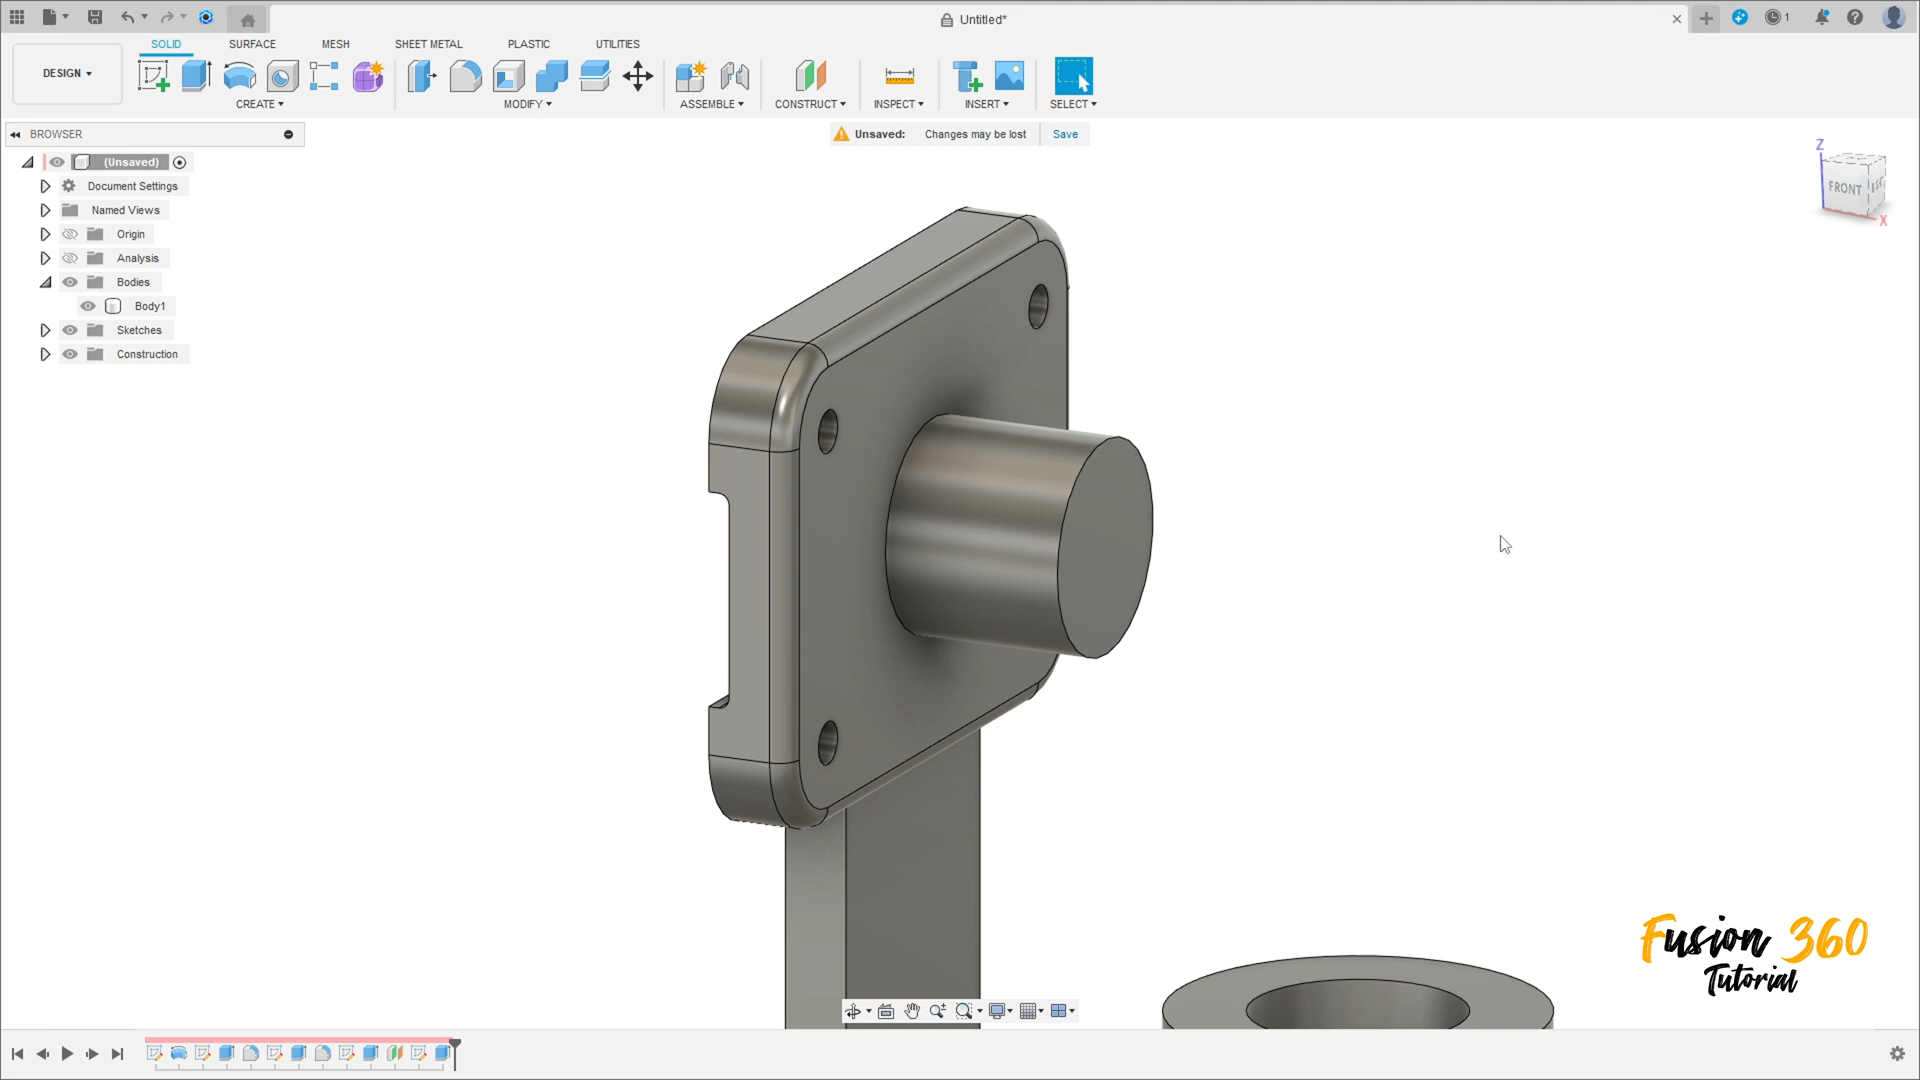 Untitled*
1
DESIGN
SOLID
SURFACE
MESH
SHEET METAL
PLASTIC
UTILITIES
CREATE
MODIFY
ASSEMBLE
CONSTRUCT
INSPECT
INSERT
SELECT
BROWSER
Unsaved: Changes may be lost Save
(Unsaved)
Document Settings
Named Views
Origin
Analysis
Bodies
Body1
Sketches
Construction
Z
FRONT
X
Fusion 360
Tutorial